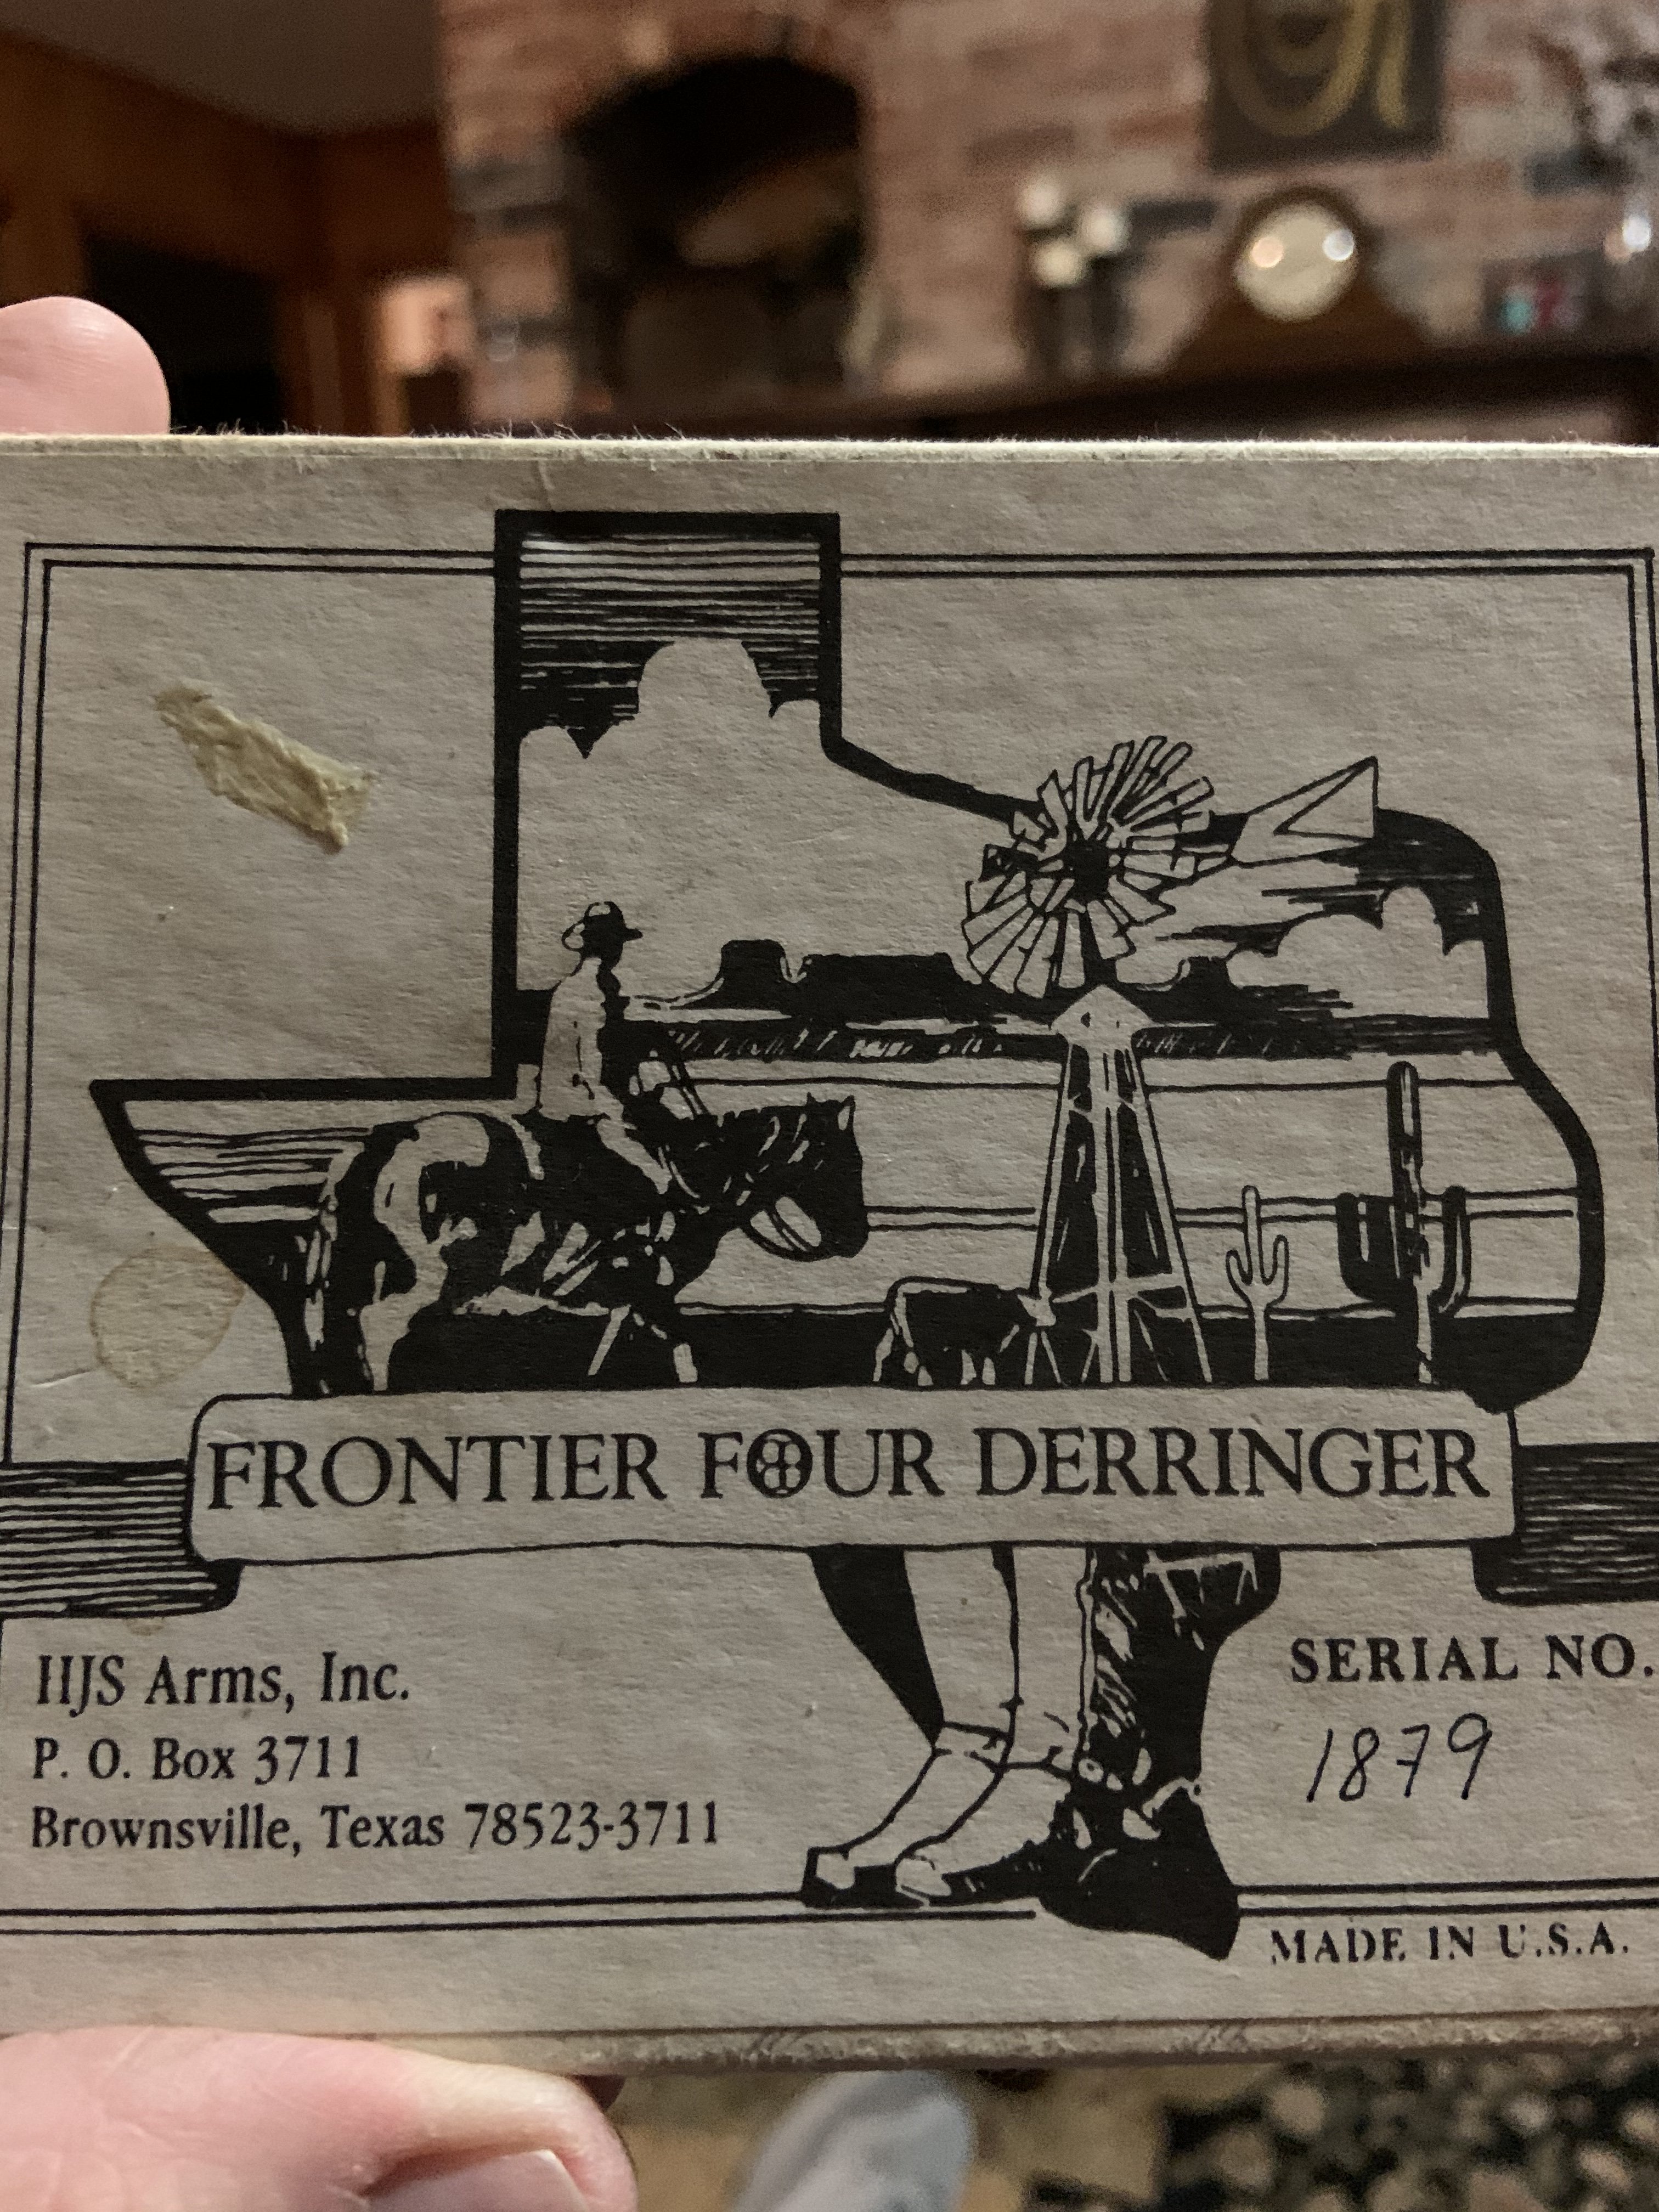 FRONTIER FOUR DERRINGER
HJS Arms, Inc.
P. O. Box 3711
Brownsville, Texas 78523-3711
SERIAL NO.
1879
MADE IN U.S.A.